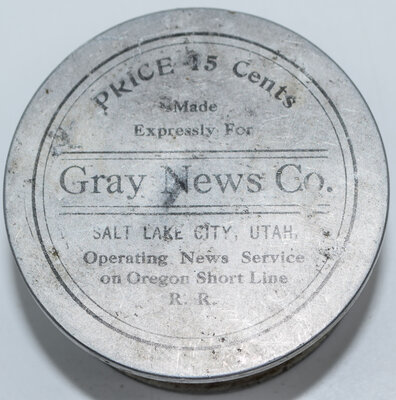 PRICE 15 Cents
Made
Expressly For
Gray News Co.
SALT LAKE CITY, UTAH,
Operating News Service
on Oregon Short Line
R. R.